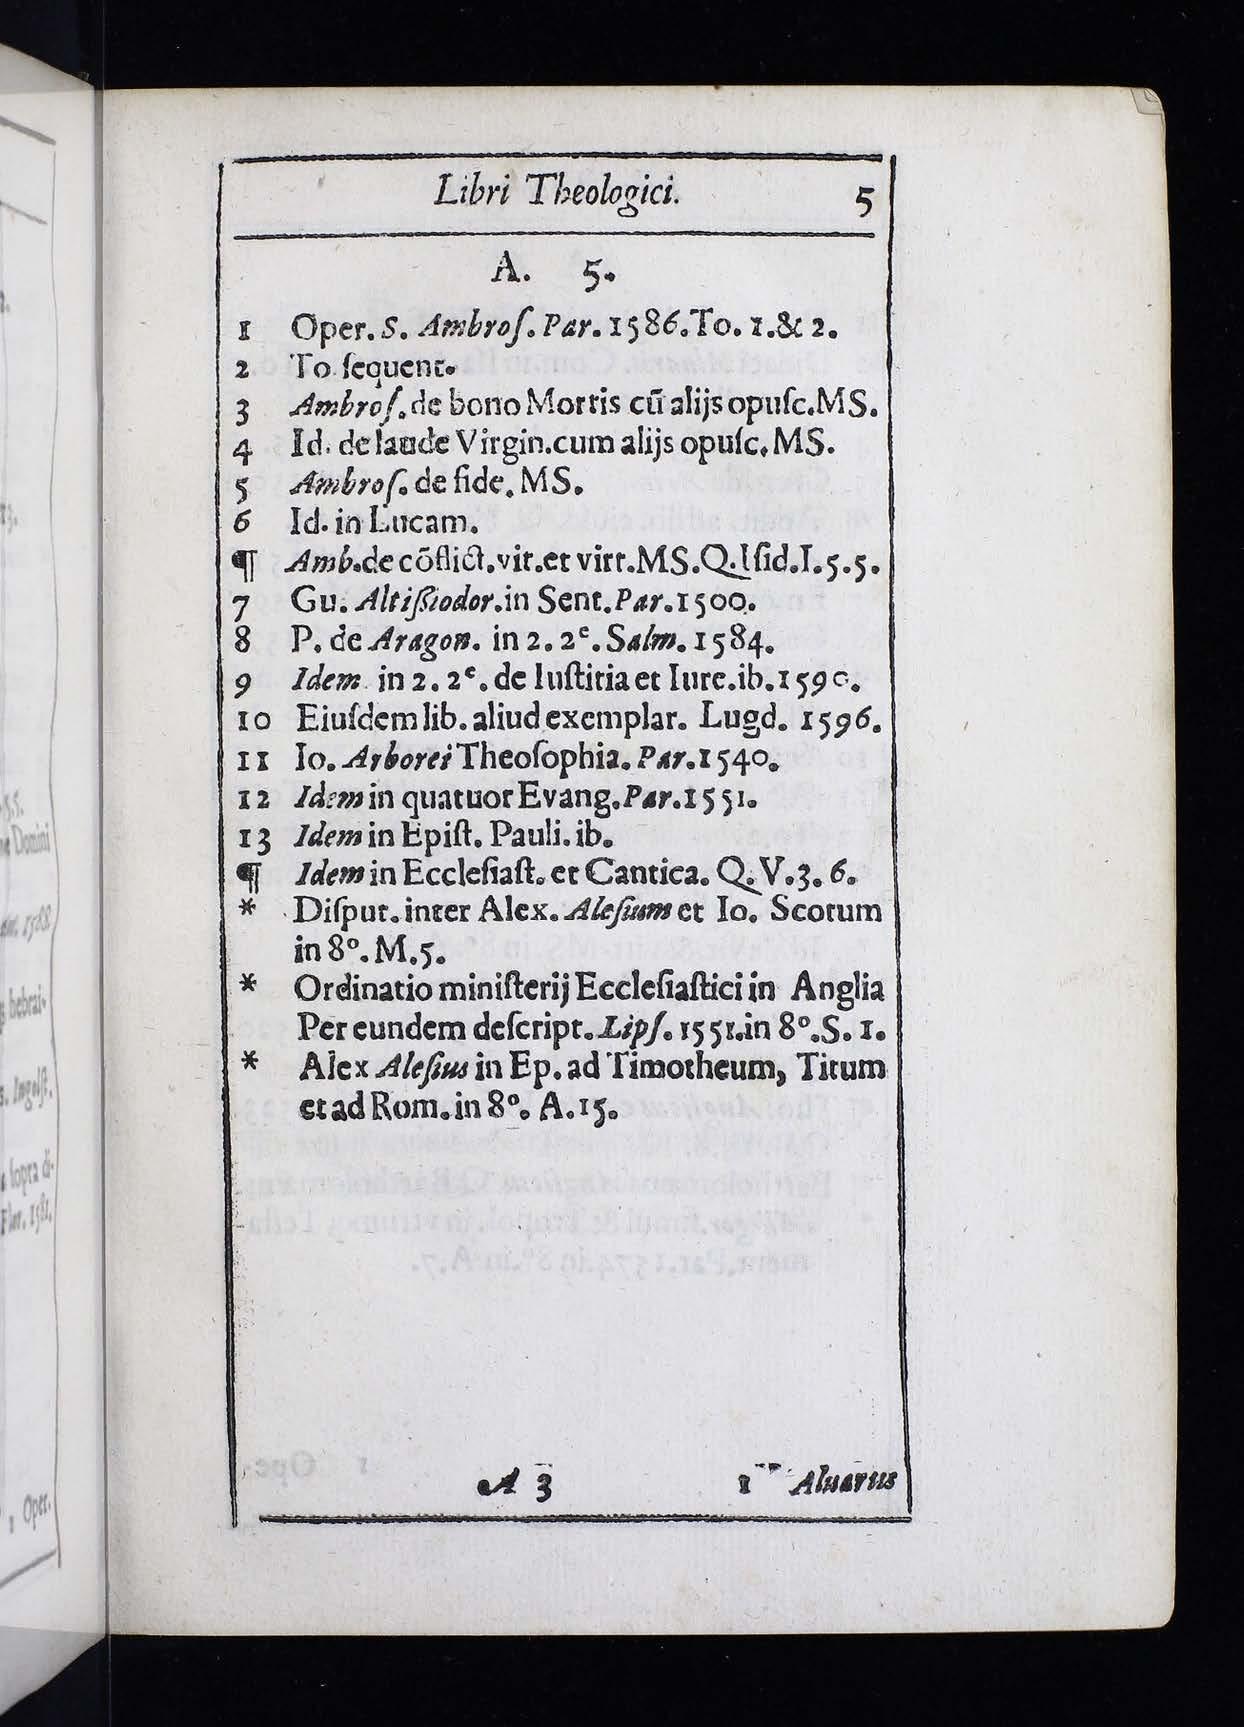 Libri Theologici. 5
A. 5.
1 Oper. S. Ambroſ. Par. 1586. To. 1. & 2.
2 To ſequent.
3 Ambroſ. de bono Mortis cū alijs opuſc. MS.
4 Id. de laude Virgin. cum alijs opuſc. MS.
5 Ambroſ. de fide. MS.
6 Id. in Lucam.
¶ Amb. de cōflict. vit. et virt. MS. Q. Iſid. I. 5. 5.
7 Gu. Altißiodor. in Sent. Par. 1500.
8 P. de Aragon. in 2. 2ᵉ. Salm. 1584.
9 Idem in 2. 2ᵉ. de Iuſtitia et Iure. ib. 1590.
10 Eiuſdem lib. aliud exemplar. Lugd. 1596.
11 Io. Arborei Theoſophia. Par. 1540.
12 Idem in quatuor Evang. Par. 1551.
13 Idem in Epiſt. Pauli. ib.
¶ Idem in Eccleſiaſt. et Cantica. Q. V. 3. 6.
* Diſput. inter Alex. Aleſium et Io. Scotum
in 8º. M. 5.
* Ordinatio miniſterij Eccleſiaſtici in Anglia
Per eundem deſcript. Lipſ. 1551. in 8º. S. 1.
* Alex Aleſius in Ep. ad Timotheum, Titum
et ad Rom. in 8º. A. 15.
A 3 1 Aluarus